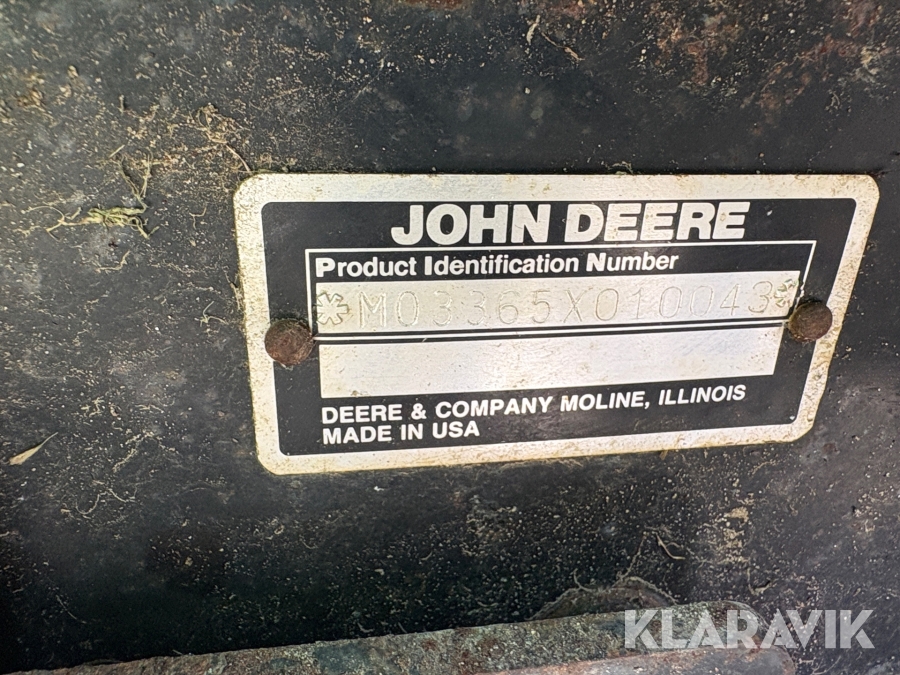 JOHN DEERE
Product Identification Number
*M03365X010043*
DEERE & COMPANY MOLINE, ILLINOIS
MADE IN USA
KLARAVIK